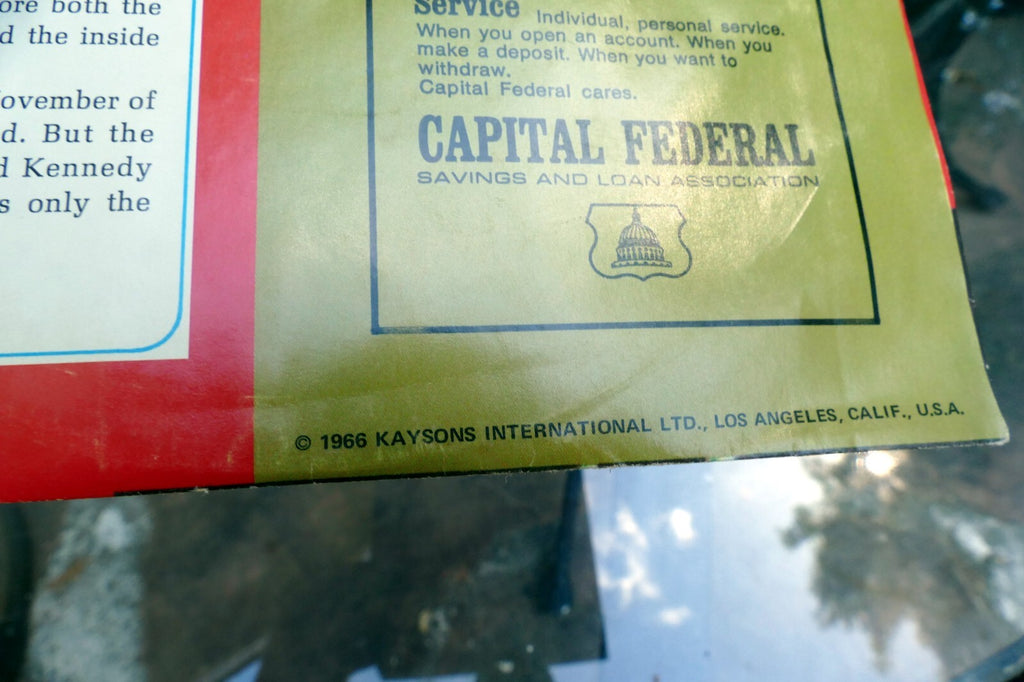 ore both the
d the inside
ovember of
d. But the
d Kennedy
s only the
Service Individual, personal service.
When you open an account. When you
make a deposit. When you want to
withdraw.
Capital Federal cares.
CAPITAL FEDERAL
SAVINGS AND LOAN ASSOCIATION
© 1966 KAYSONS INTERNATIONAL LTD., LOS ANGELES, CALIF., U.S.A.